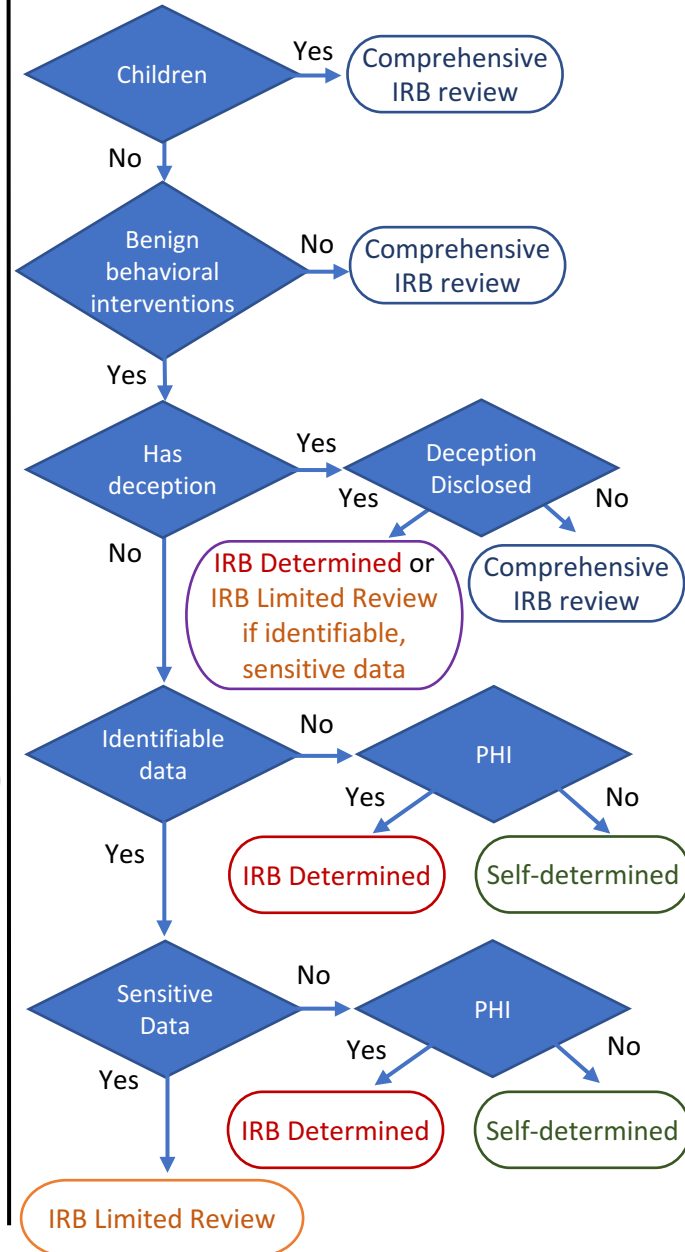 Children
Yes
Comprehensive
IRB review
No
Benign
behavioral
interventions
No
Comprehensive
IRB review
Yes
Has
deception
Yes
Deception
Disclosed
Yes
No
No
IRB Determined or
IRB Limited Review
if identifiable,
sensitive data
Comprehensive
IRB review
Identifiable
data
No
PHI
Yes
No
Yes
IRB Determined
Self-determined
Sensitive
Data
No
PHI
Yes
No
Yes
IRB Determined
Self-determined
IRB Limited Review